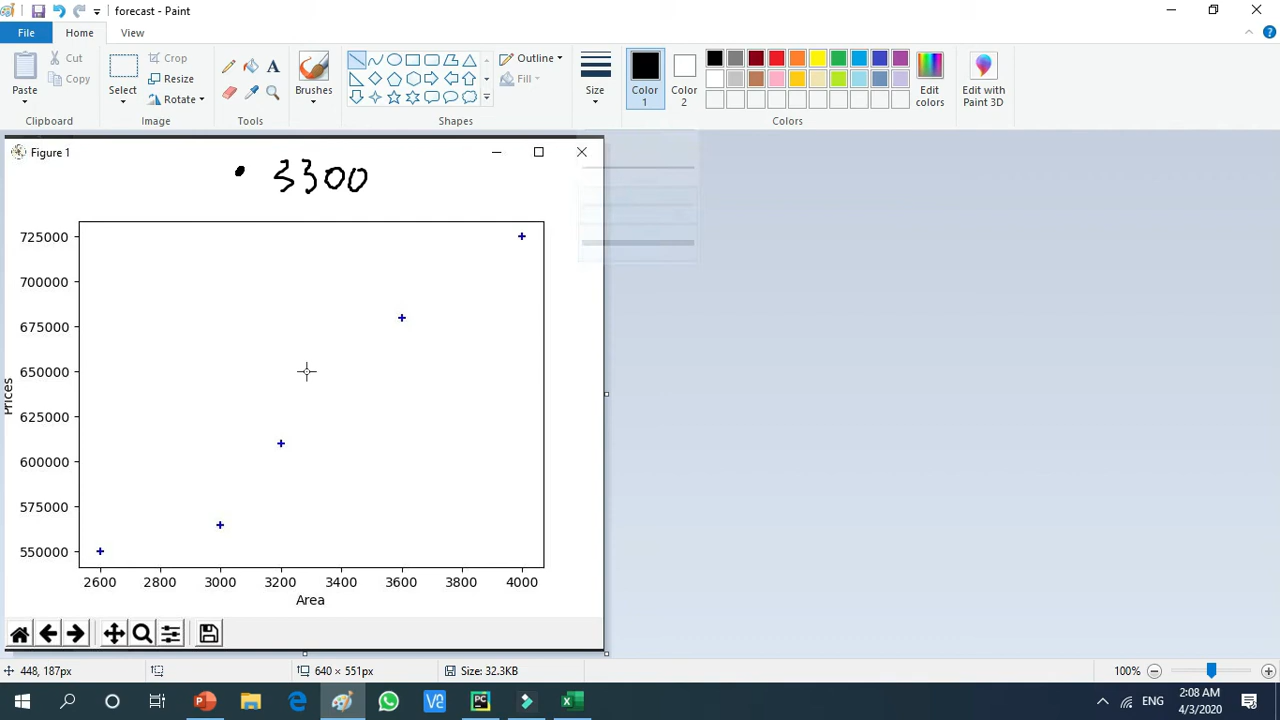 forecast - Paint
File Home View
Paste
Cut
Copy
Clipboard
Select
Crop
Resize
Rotate
Image
Tools
Brushes
Shapes
Outline
Fill
Size
Color 1
Color 2
Edit colors
Edit with Paint 3D
Colors
Figure 1
3300
725000
700000
675000
650000
625000
600000
575000
550000
Prices
2600 2800 3000 3200 3400 3600 3800 4000
Area
448, 187px
640 × 551px
Size: 32.3KB
100%
ENG
2:08 AM
4/3/2020